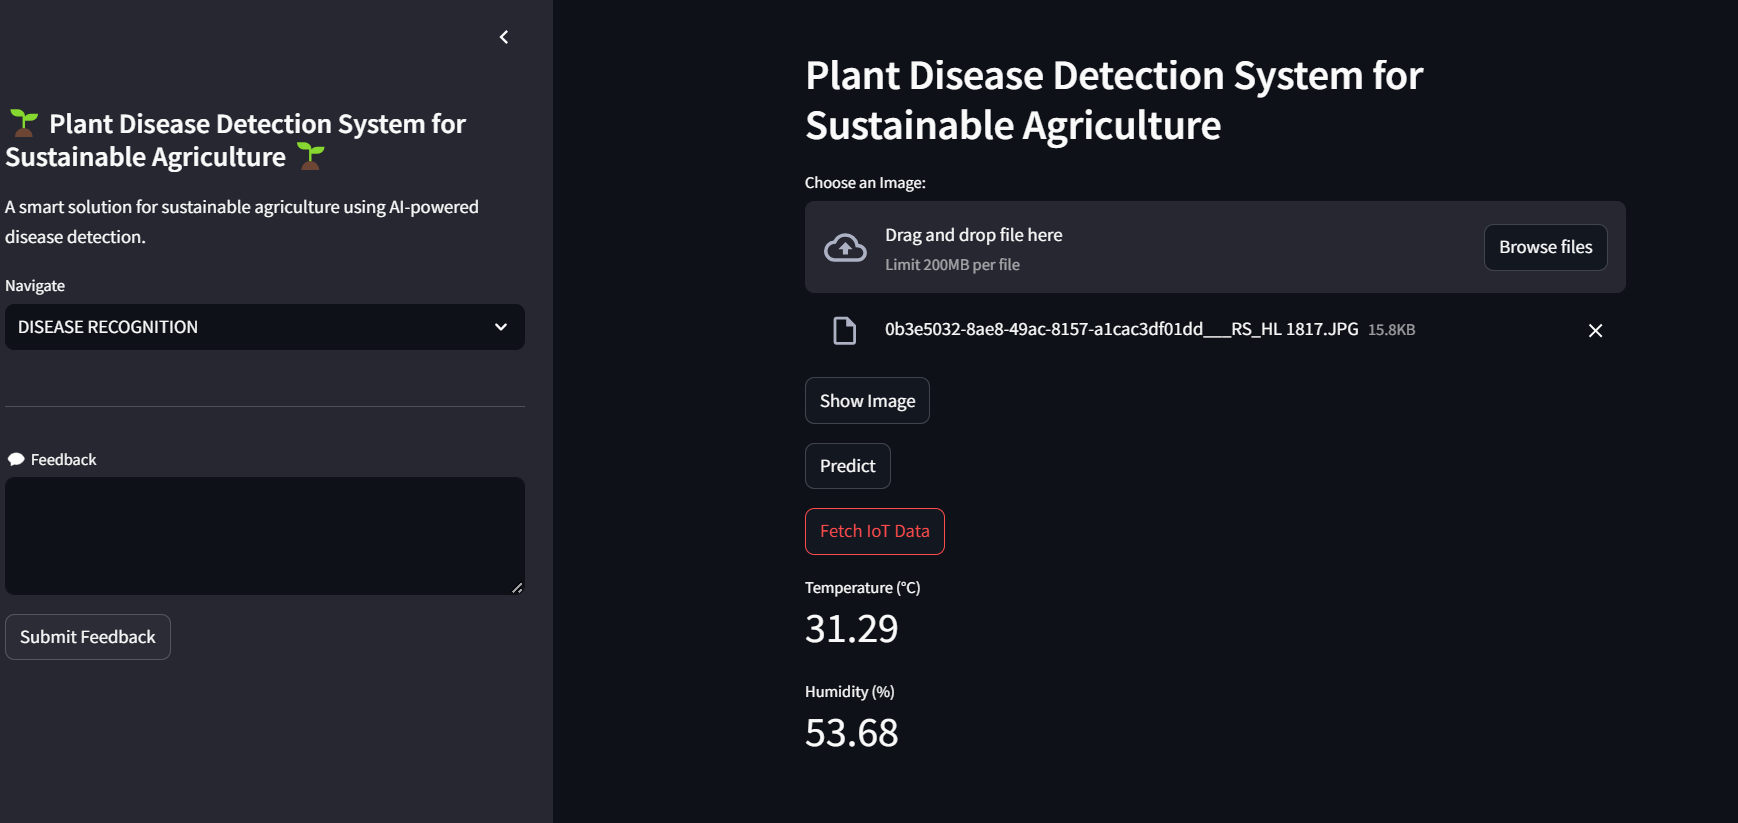 🌱 Plant Disease Detection System for
Sustainable Agriculture 🌱
A smart solution for sustainable agriculture using AI-powered
disease detection.
Navigate
DISEASE RECOGNITION
💬 Feedback
Submit Feedback
Plant Disease Detection System for
Sustainable Agriculture
Choose an Image:
Drag and drop file here
Limit 200MB per file
Browse files
0b3e5032-8ae8-49ac-8157-a1cac3df01dd___RS_HL 1817.JPG 15.8KB
Show Image
Predict
Fetch IoT Data
Temperature (°C)
31.29
Humidity (%)
53.68